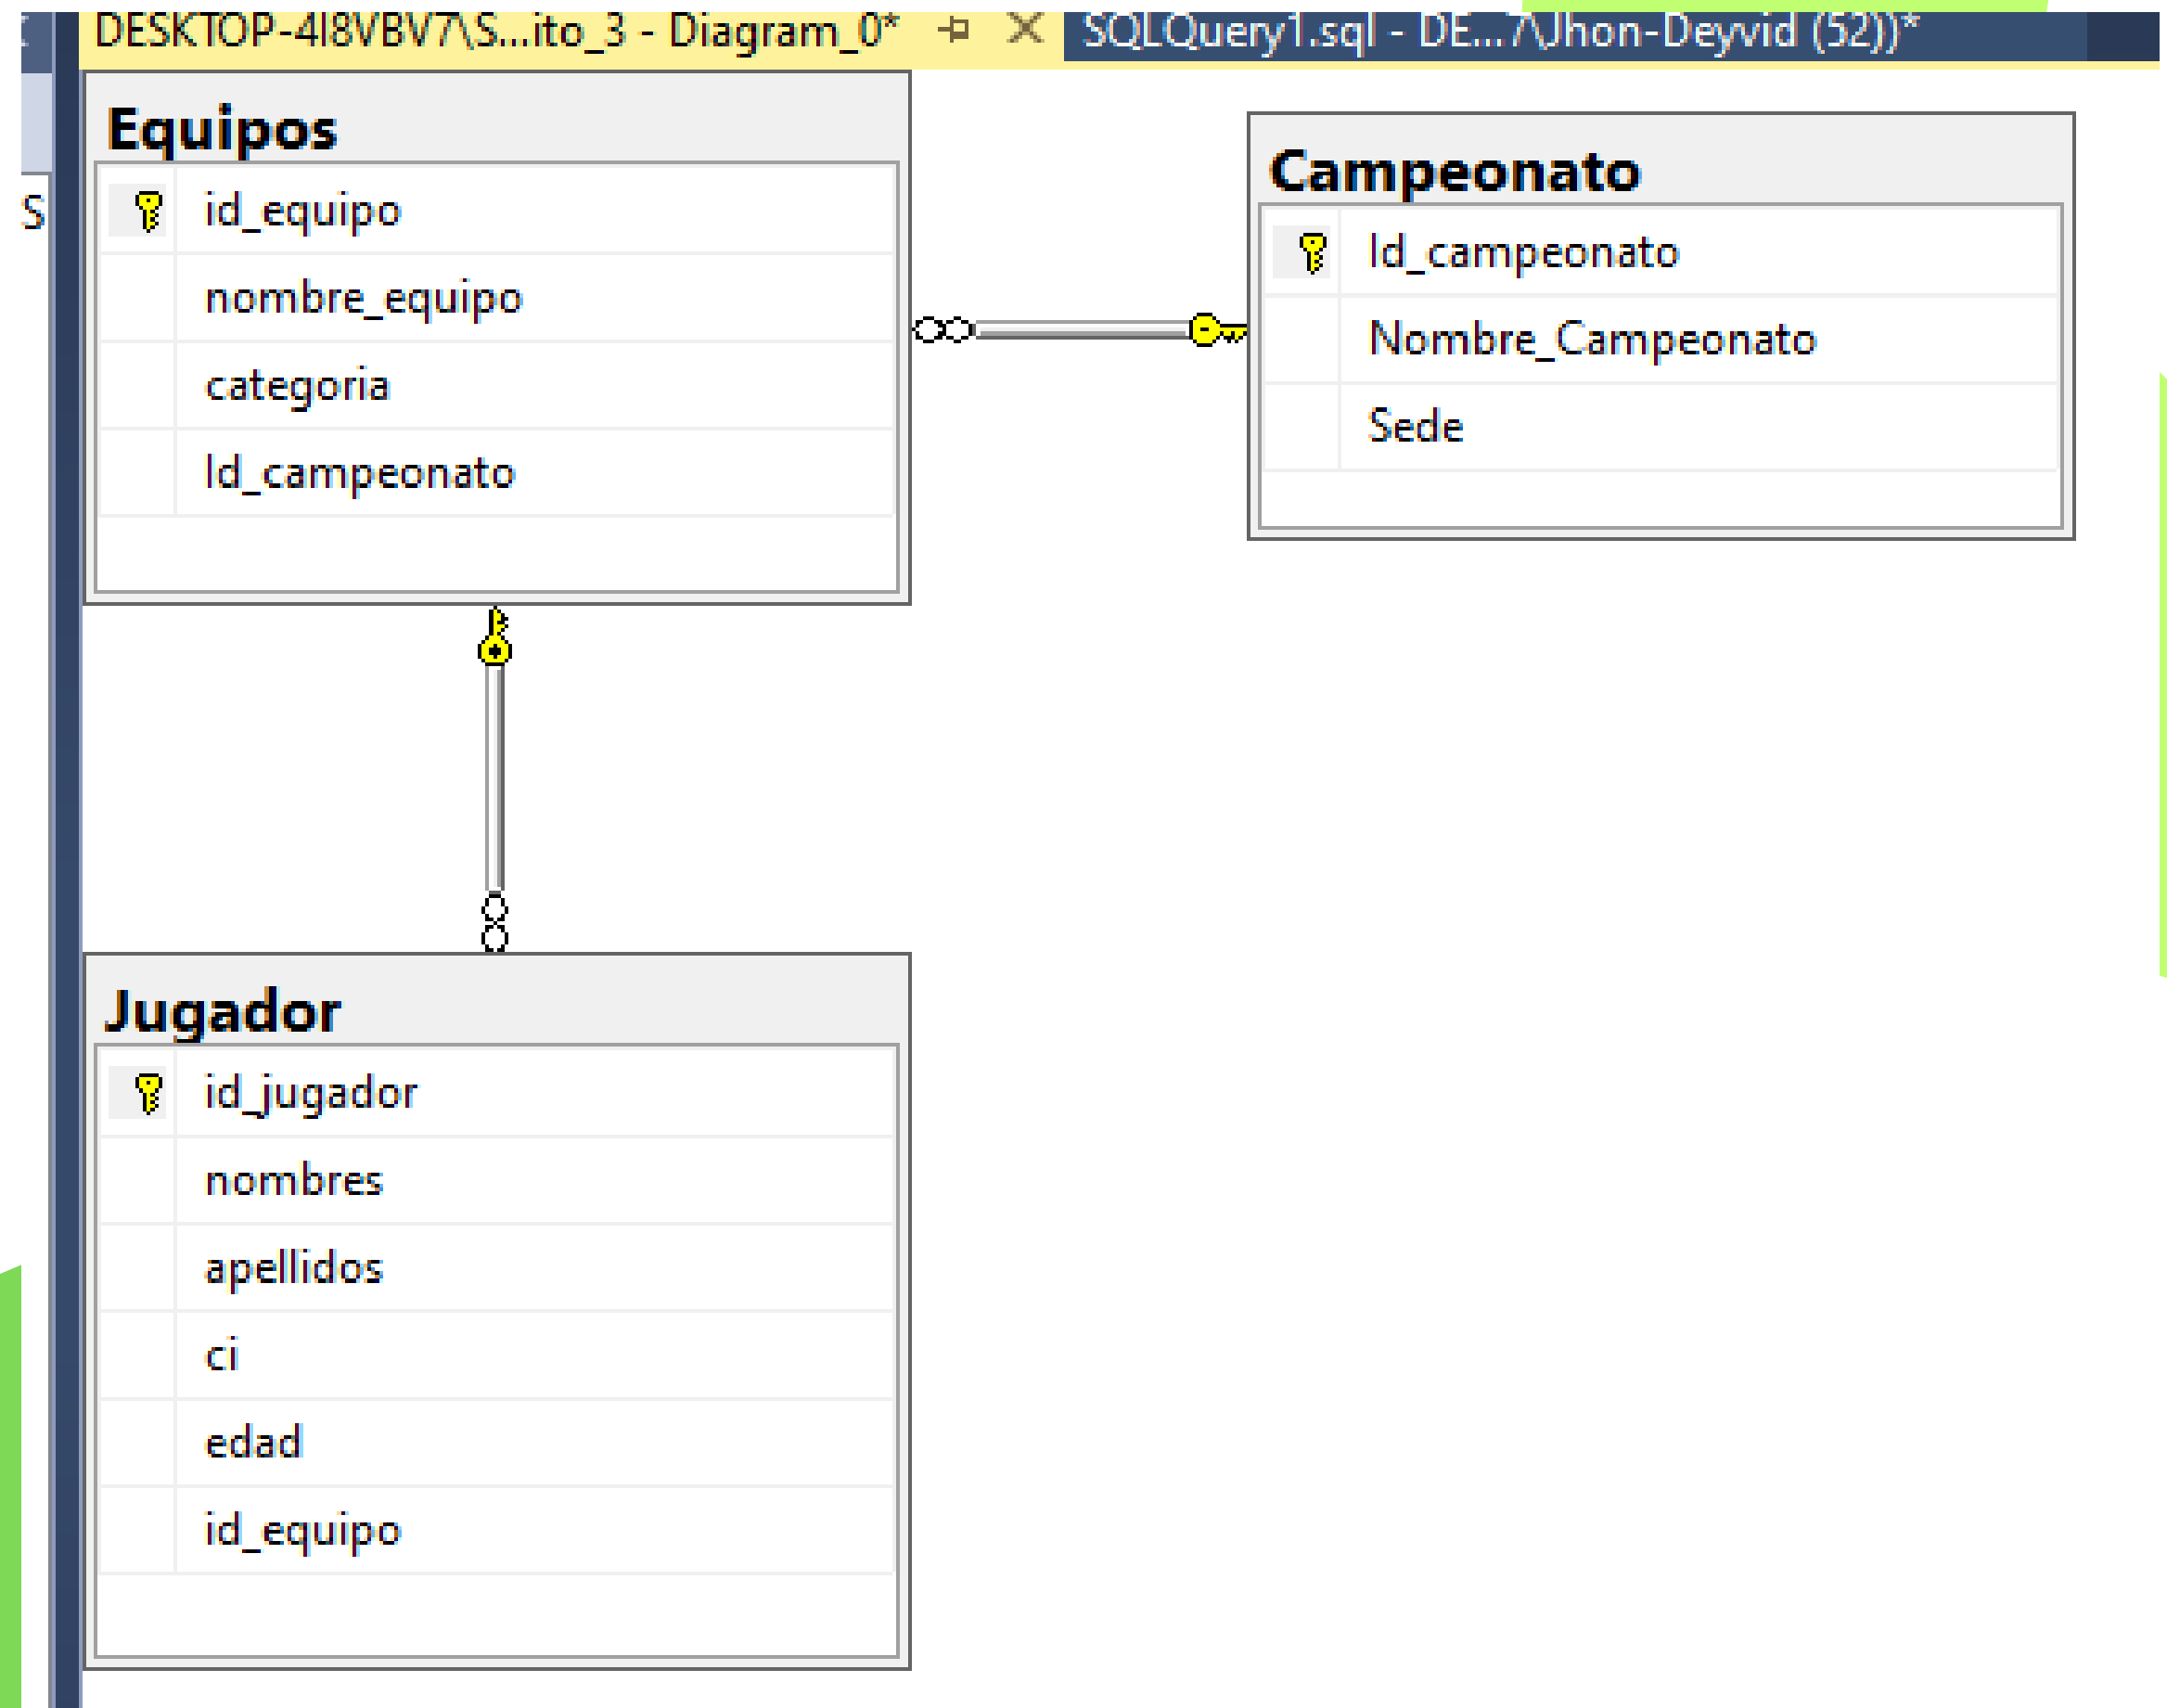 DESKTOP-4I8VBV7\S...ito_3 - Diagram_0*
SQLQuery1.sql - DE...7\Jhon-Deyvid (52))*
S
Equipos
id_equipo
nombre_equipo
categoria
Id_campeonato
Campeonato
Id_campeonato
Nombre_Campeonato
Sede
Jugador
id_jugador
nombres
apellidos
ci
edad
id_equipo